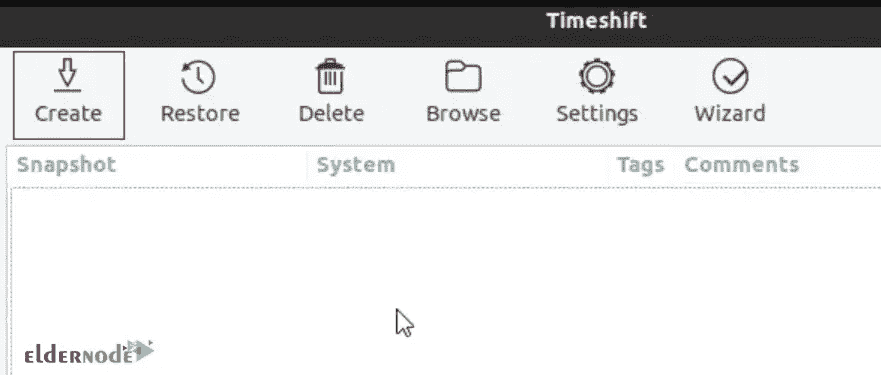 Timeshift
Create Restore Delete Browse Settings Wizard
Snapshot System Tags Comments
ELDERNODE